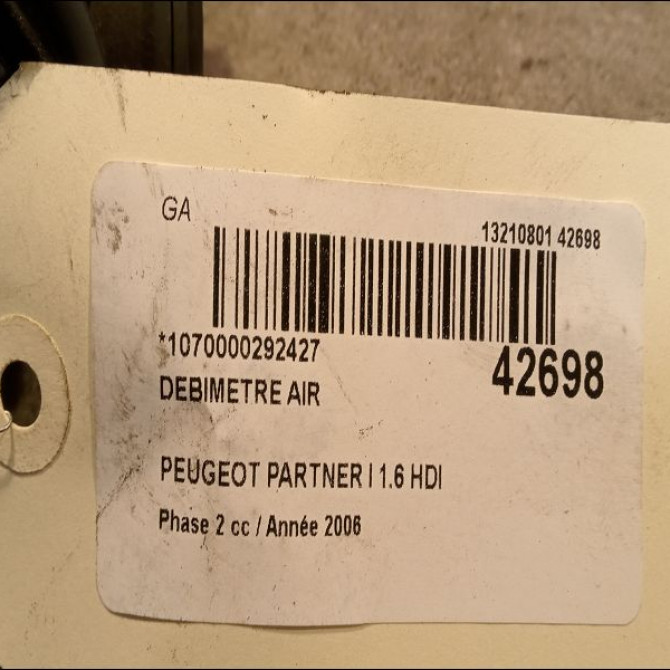 GA
13210801 42698
*1070000292427
42698
DEBIMETRE AIR
PEUGEOT PARTNER I 1.6 HDI
Phase 2 cc / Année 2006